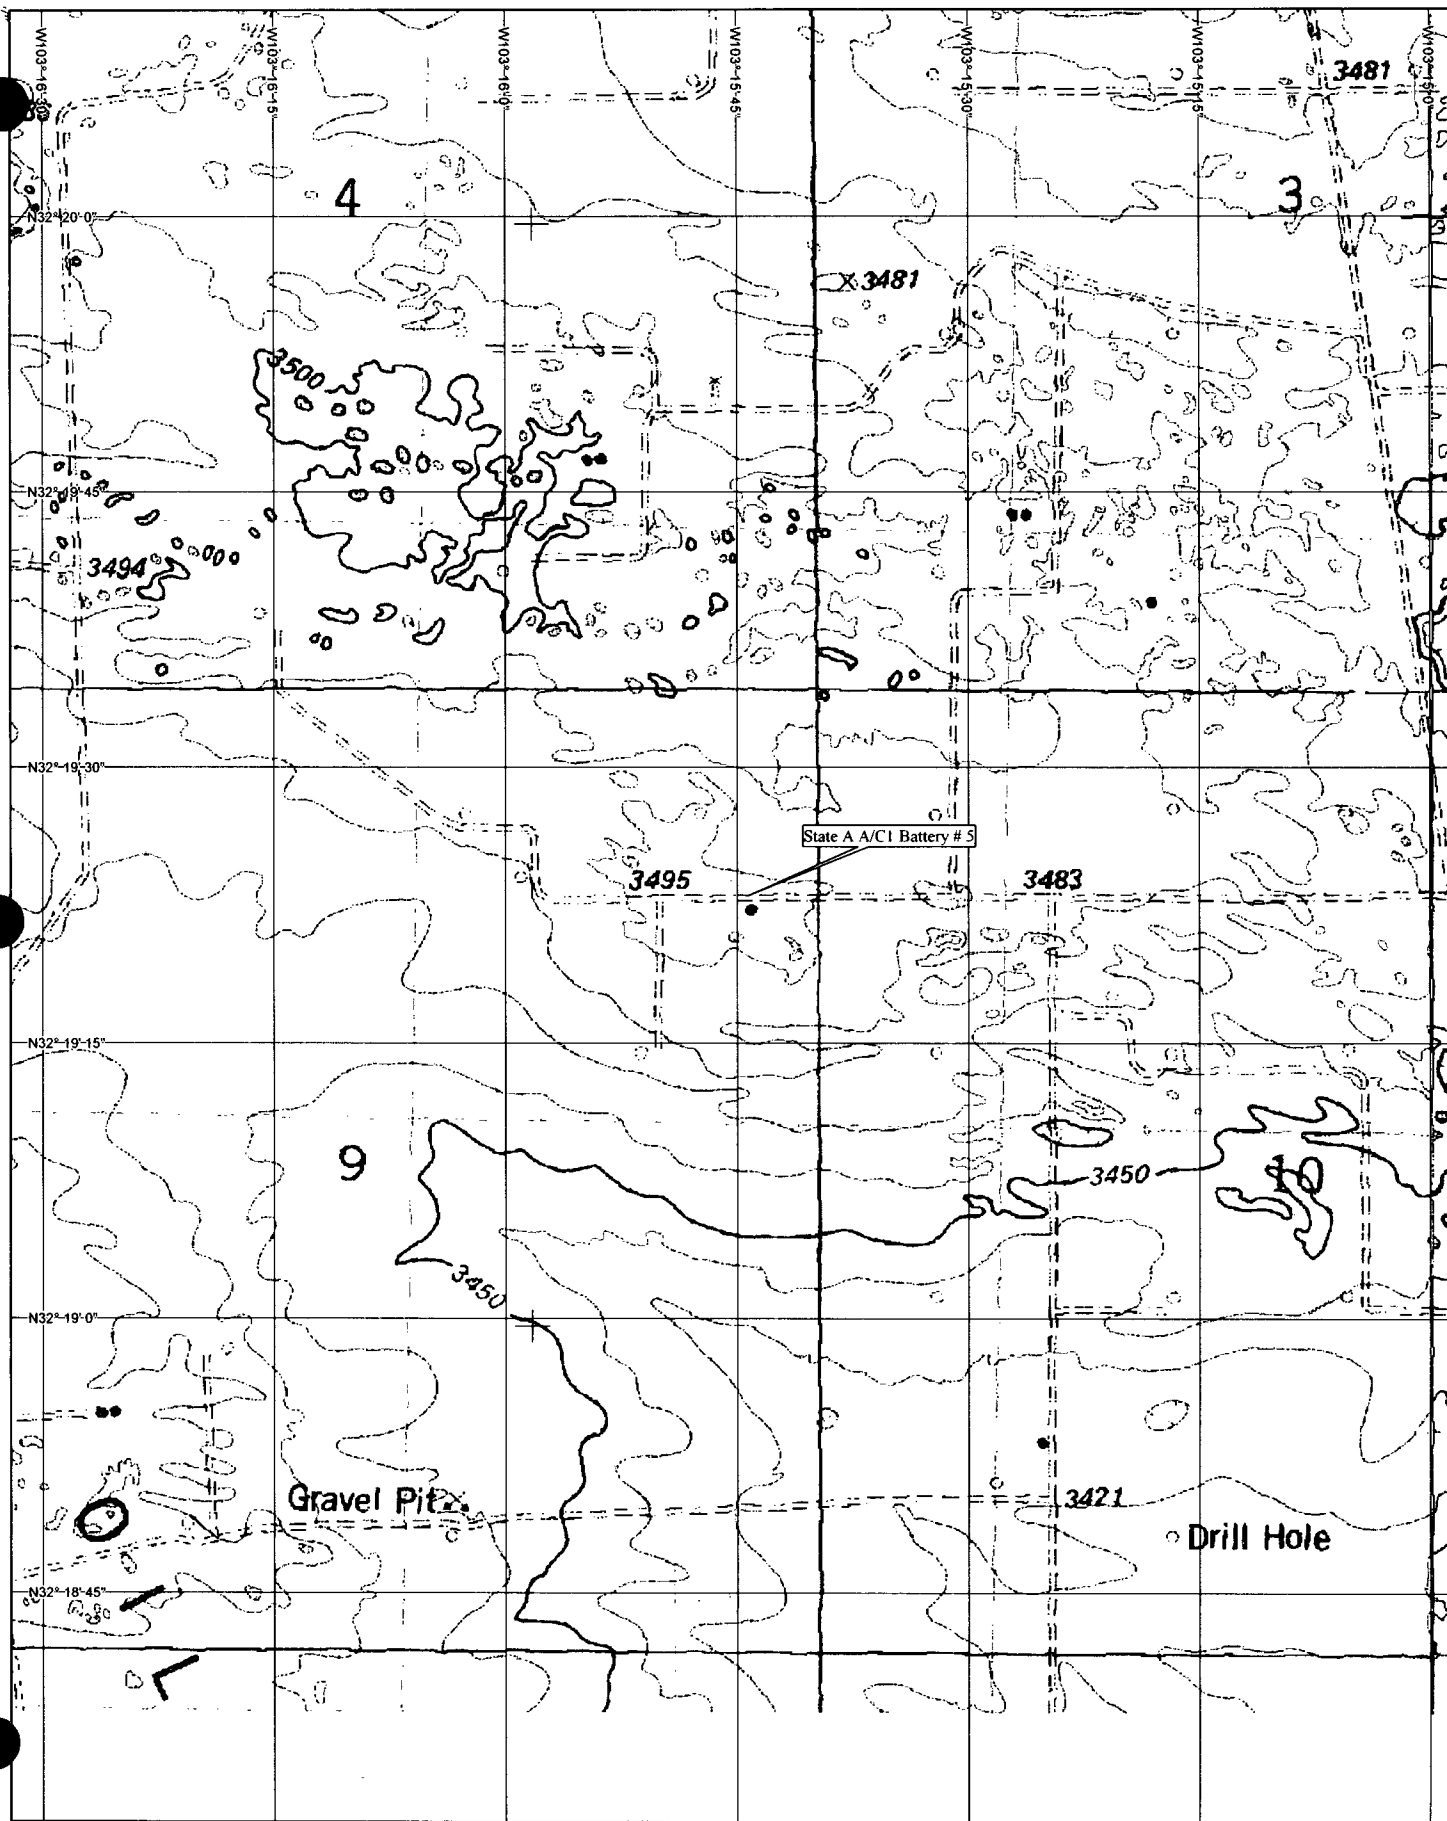 W103°-16'-30"
W103°-16'-15"
W103°-16'-0"
W103°-15'-45"
W103°-15'-30"
W103°-15'-15"
W103°-15'-0"
3481
4
3
N32°-20'-0"
X 3481
3500
N32°-19'-45"
3494
N32°-19'-30"
State A A/C1 Battery # 5
3495
3483
N32°-19'-15"
9
10
3450
3450
N32°-19'-0"
Gravel Pit
3421
Drill Hole
N32°-18'-45"